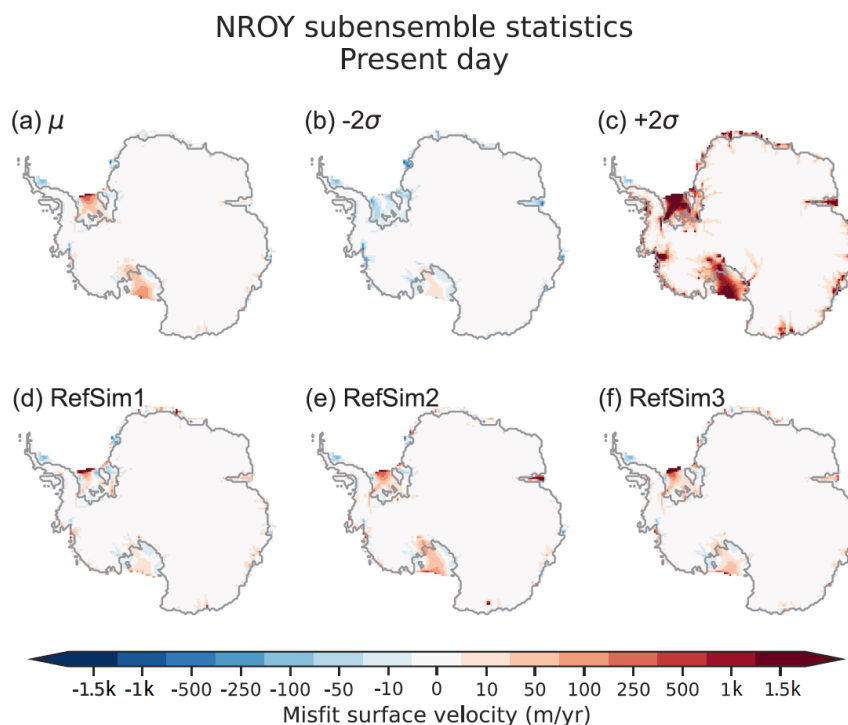 NROY subensemble statistics
Present day
(a) μ
(b) -2σ
(c) +2σ
(d) RefSim1
(e) RefSim2
(f) RefSim3
-1.5k -1k -500 -250 -100 -50 -10 0 10 50 100 250 500 1k 1.5k
Misfit surface velocity (m/yr)